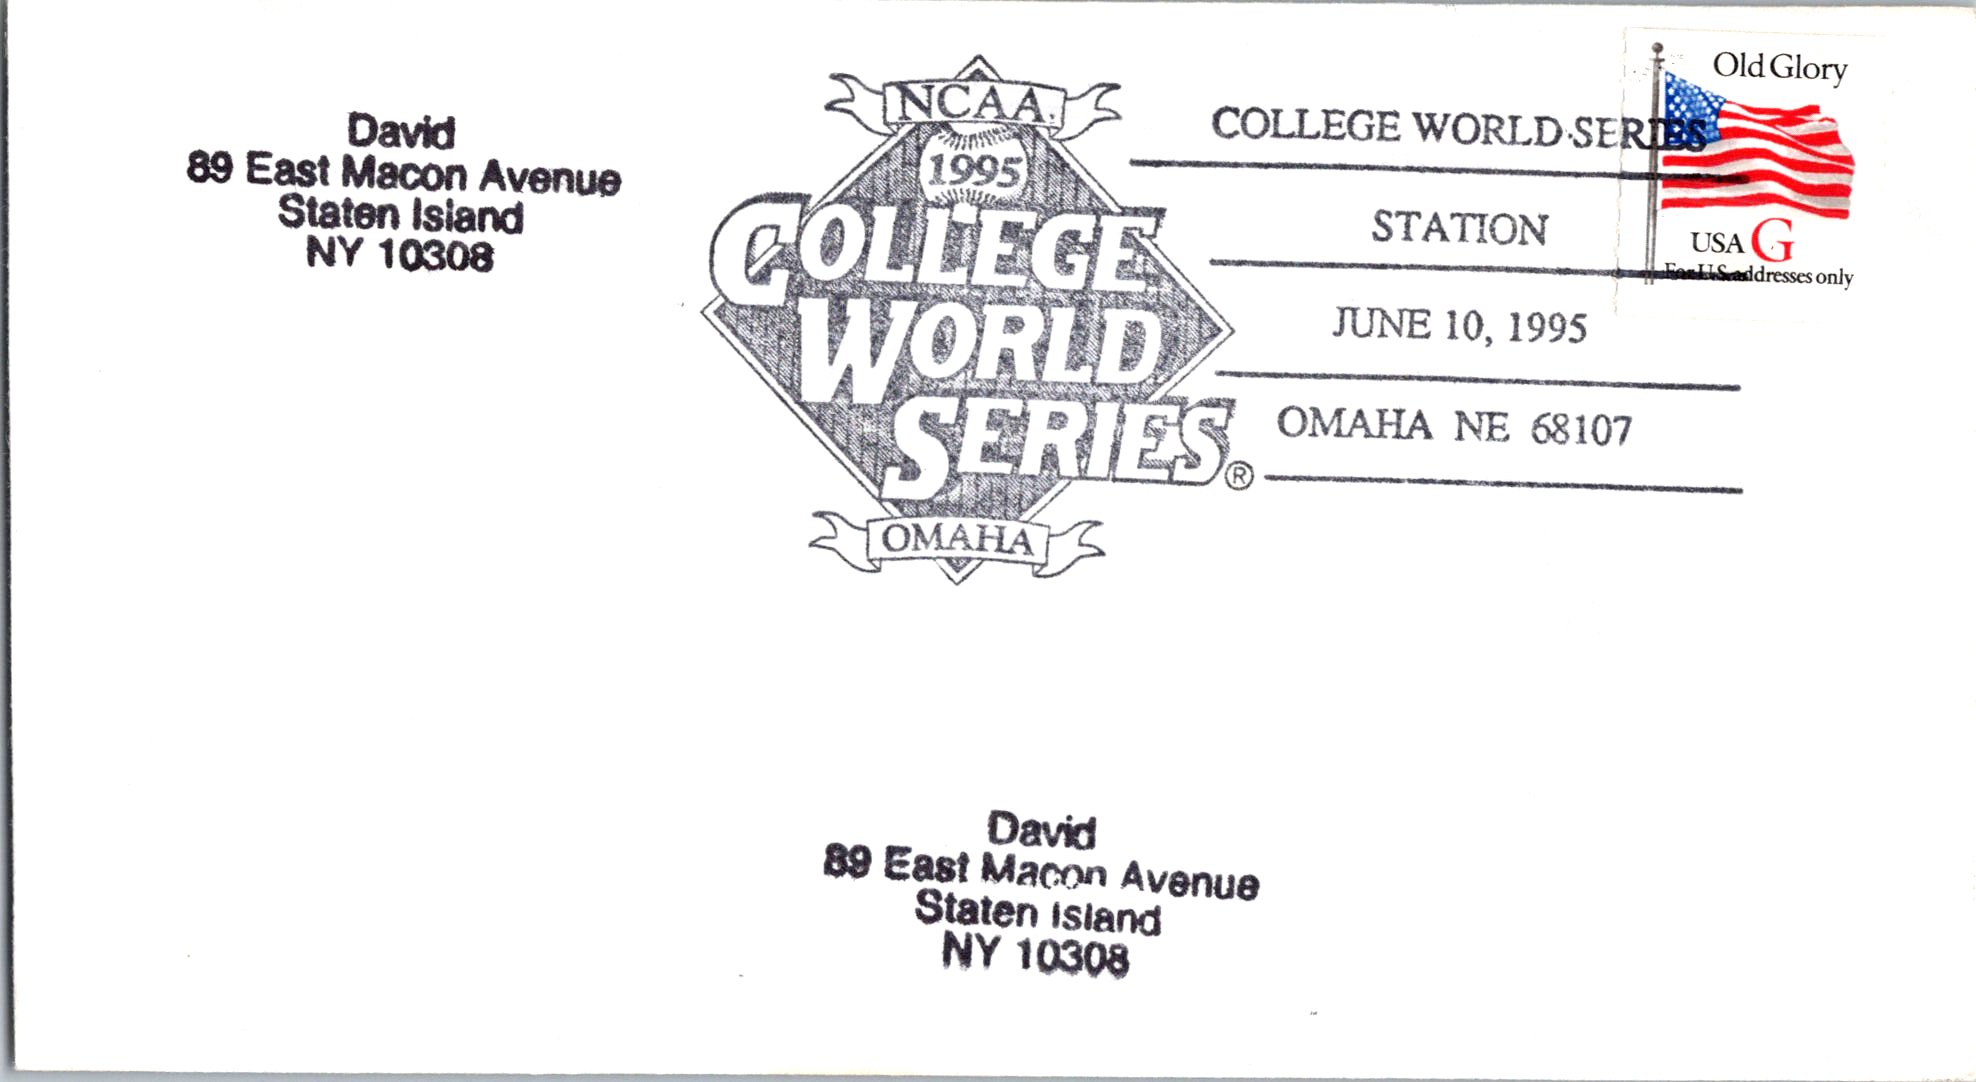 David
89 East Macon Avenue
Staten Island
NY 10308
NCAA.
1995
COLLEGE
WORLD
SERIES®
OMAHA
COLLEGE WORLD SERIES
STATION
JUNE 10, 1995
OMAHA NE 68107
Old Glory
USA G
For U.S. addresses only
David
89 East Macon Avenue
Staten Island
NY 10308